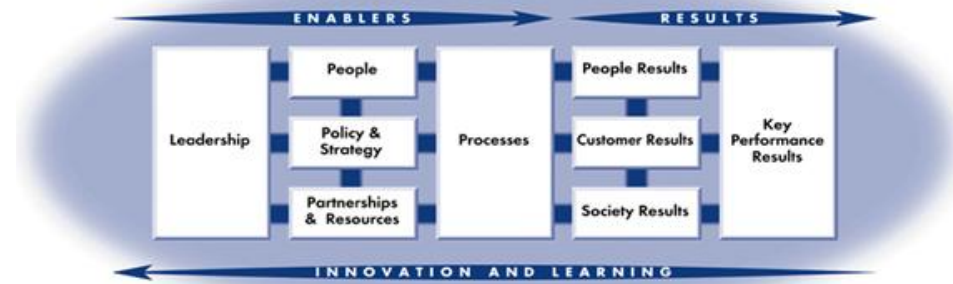 ENABLERS
RESULTS
Leadership
People
Policy &
Strategy
Partnerships
& Resources
Processes
People Results
Customer Results
Society Results
Key
Performance
Results
INNOVATION AND LEARNING